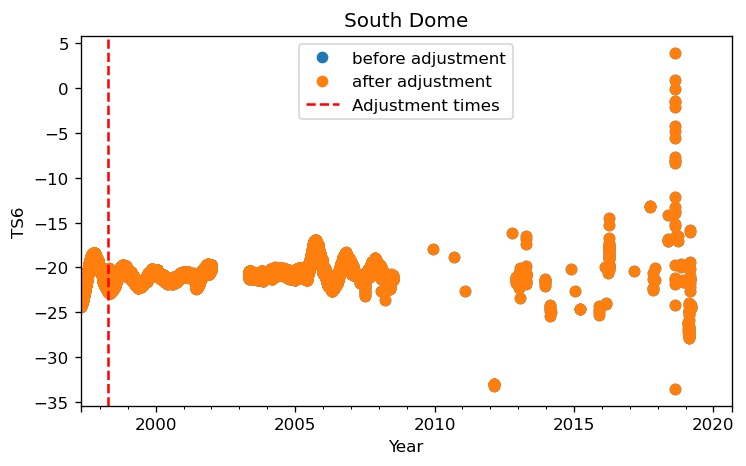 South Dome
before adjustment
after adjustment
Adjustment times
TS6
5
0
−5
−10
−15
−20
−25
−30
−35
2000
2005
2010
2015
2020
Year